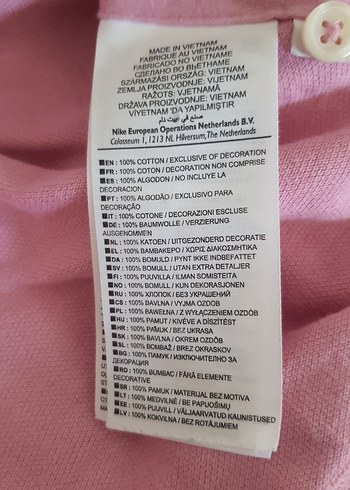 MADE IN VIETNAM
FABRIQUE AU VIETNAM
FABRICADO NO VIETNAME
СДЕЛАНО ВО ВЬЕТНАМЕ
SZÁRMAZÁSI ORSZÁG: VIETNAM
ZEMLJA PROIZVODNJE: VIJETNAM
RAŽOTS: VJETNAMĀ
DRŽAVA PROIZVODNJE: VIETNAM
VİYETNAM'DA YAPILMIŞTIR
صنع في فييت نام
Nike European Operations Netherlands B.V.
Colosseum 1, 1213 NL Hilversum, The Netherlands
EN : 100% COTTON / EXCLUSIVE OF DECORATION
FR : 100% COTON / DECORATION NON COMPRISE
ES : 100% ALGODON / NO INCLUYE LA
DECORACION
PT : 100% ALGODÃO / EXCLUSIVO PARA
DECORAÇÃO
IT : 100% COTONE / DECORAZIONI ESCLUSE
DE : 100% BAUMWOLLE / VERZIERUNG
AUSGENOMMEN
NL : 100% KATOEN / UITGEZONDERD DECORATIE
EL : 100% ΒΑΜΒΑΚΕΡΟ / ΧΩΡΙΣ ΔΙΑΚΟΣΜΗΤΙΚΑ
DA : 100% BOMULD / PYNT IKKE INDBEFATTET
SV : 100% BOMULL / UTAN EXTRA DETALJER
FI : 100% PUUVILLA / ILMAN SOMISTEITA
NO : 100% BOMULL / KUN DEKORASJONEN
RU : 100% ХЛОПОК / БЕЗ УКРАШЕНИЙ
CS : 100% BAVLNA / VYJMA OZDOB
PL : 100% BAWEŁNA / Z WYŁĄCZENIEM OZDÓB
HU : 100% PAMUT / KIVÉVE A DÍSZÍTÉST
HR : 100% PAMUK / BEZ UKRASA
SK : 100% BAVLNA / OKREM OZDÔB
SL : 100% BOMBAŽ / BREZ OKRASKOV
BG : 100% ПАМУК / ИЗКЛЮЧИТЕЛНО ЗА
ДЕКОРАЦИЯ
RO : 100% BUMBAC / FĂRĂ ELEMENTE
DECORATIVE
SR : 100% PAMUK / MATERIJAL BEZ MOTIVA
LT : 100% MEDVILNĖ / BE PAPUOŠIMŲ
EE : 100% PUUVILL / VÄLJAARVATUD KAUNISTUSED
LV : 100% KOKVILNA / BEZ ROTĀJUMIEM